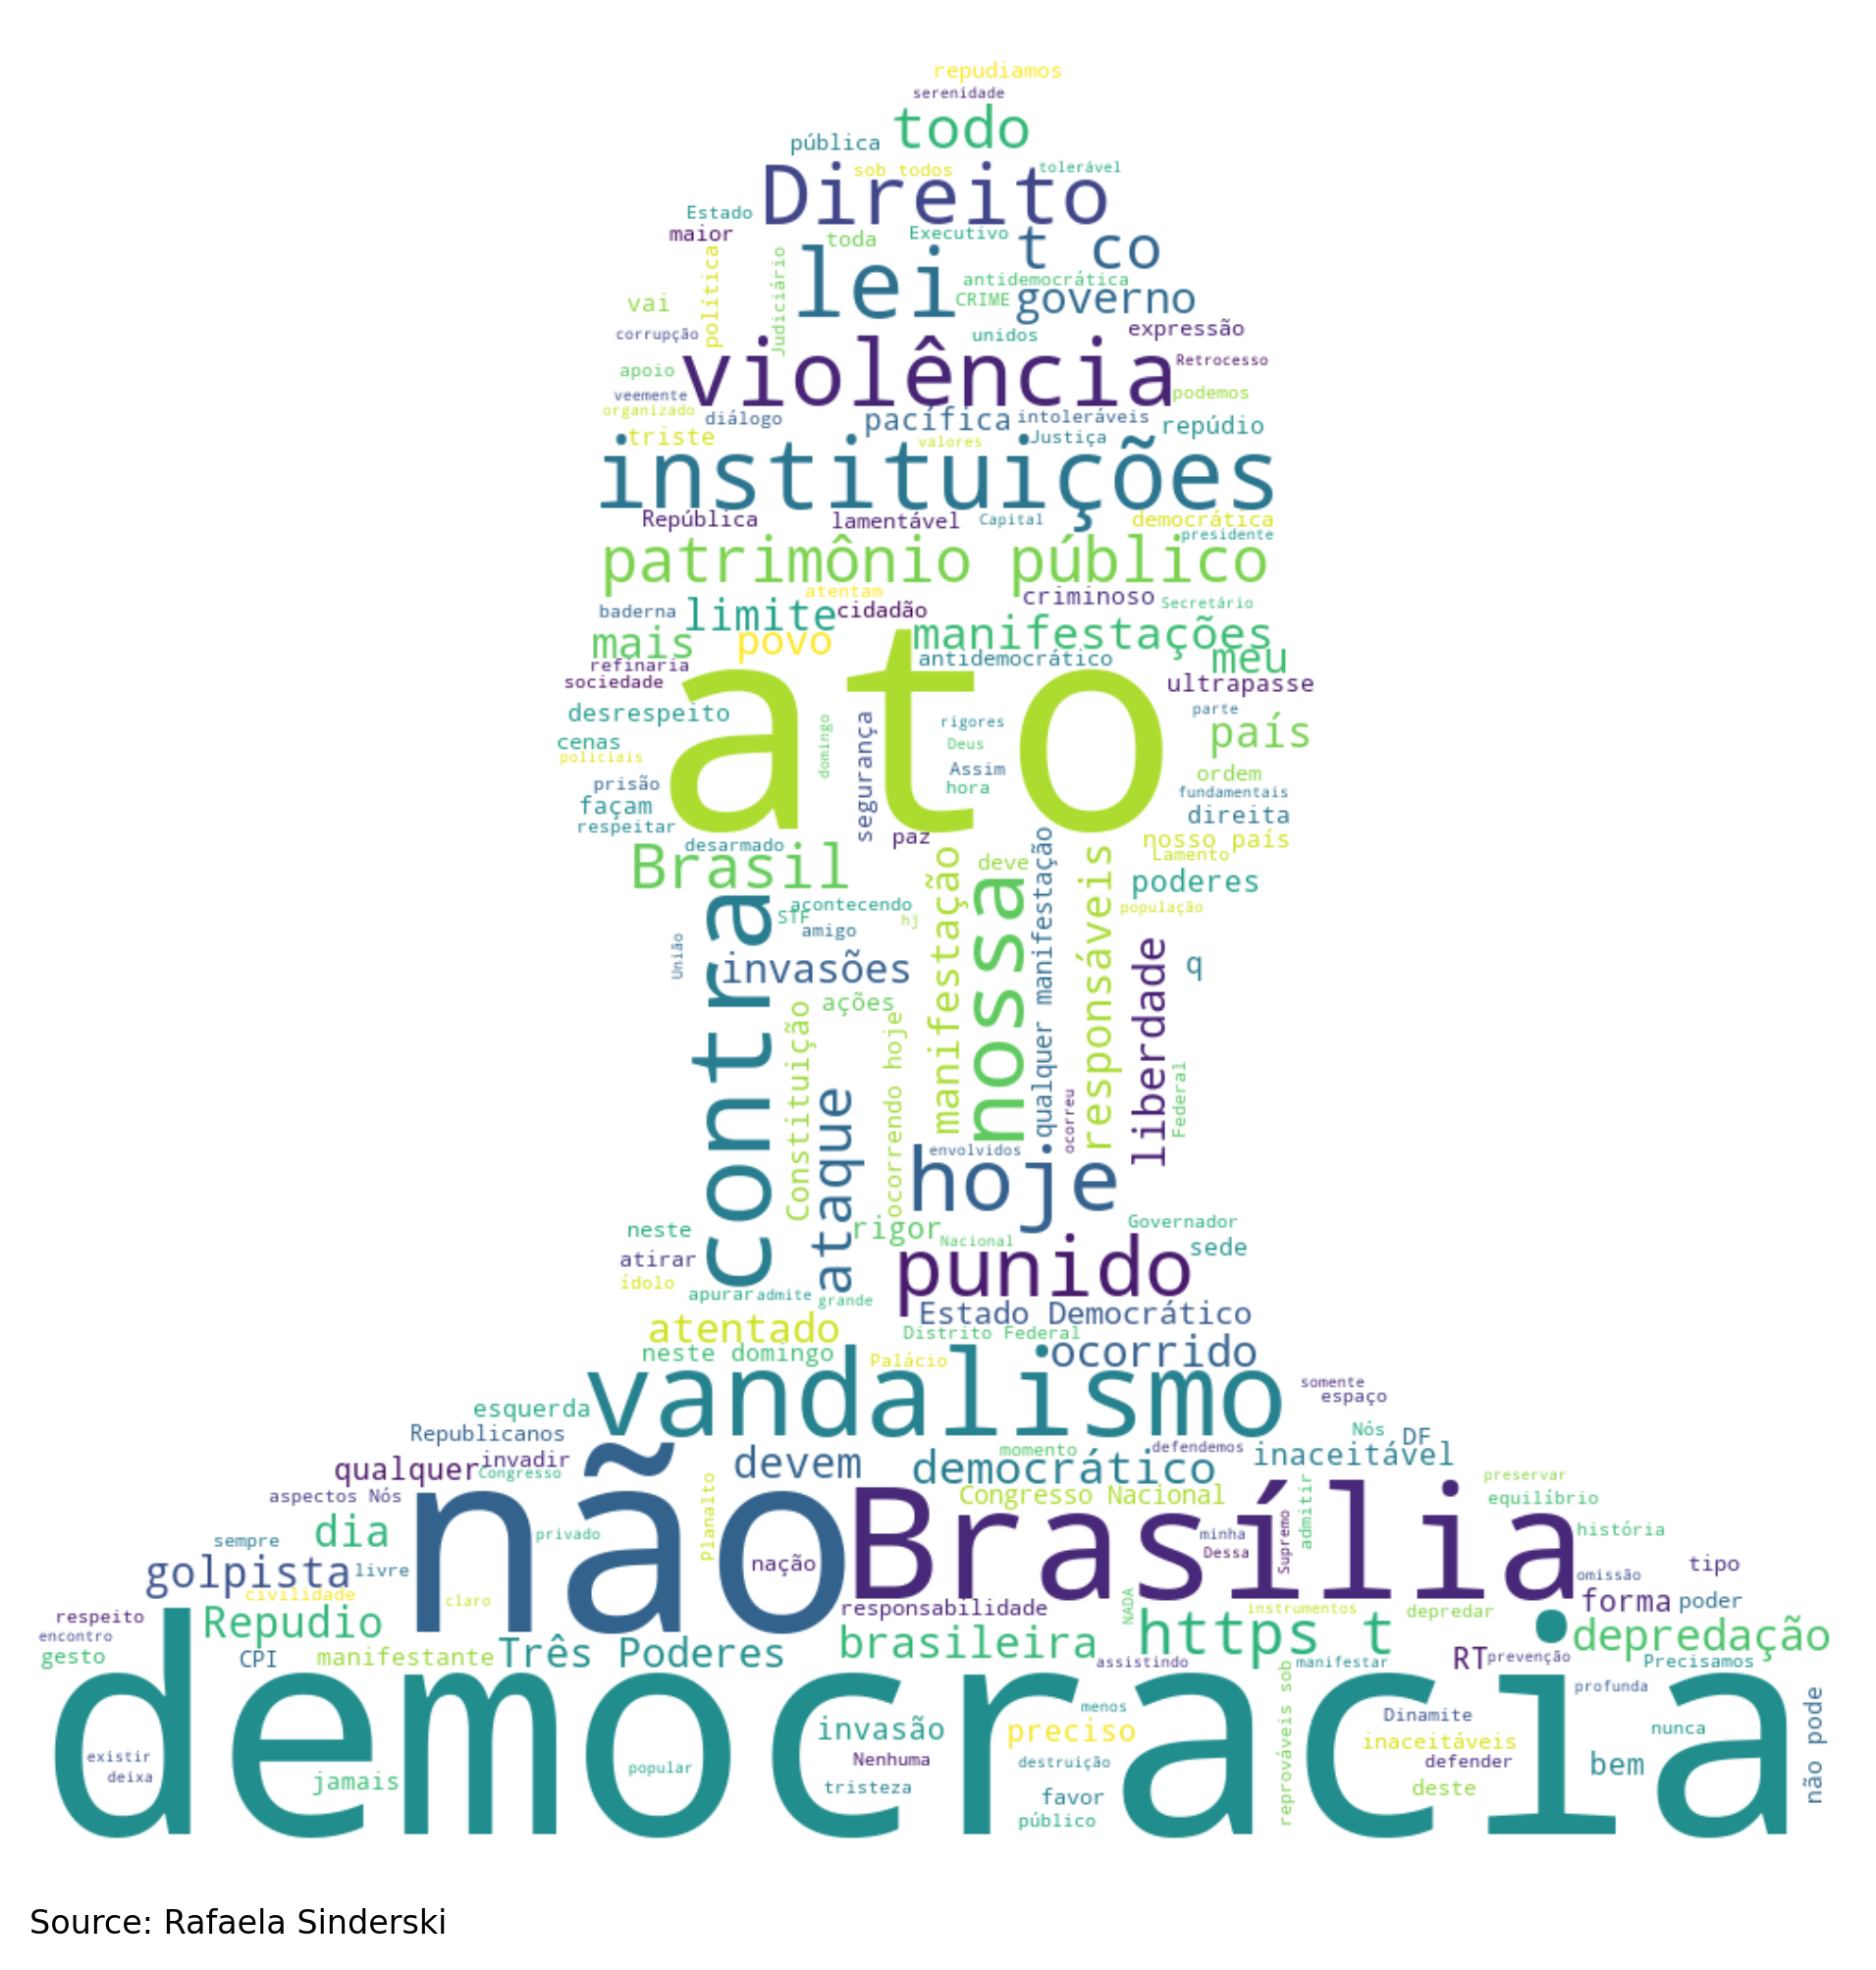 repudiamos
serenidade
todo
pública
sob todos
tolerável
Direito
Estado
maior
toda
Executivo
t co
política
Judiciário
lei
antidemocrática
CRIME
governo
vai
corrupção
unidos
expressão
violência
Retrocesso
apoio
veemente
podemos
organizado
diálogo
pacífica
intoleráveis
repúdio
triste
valores
Justiça
instituições
República
lamentável
Capital
democrática
presidente
patrimônio público
atentam
criminoso
Secretário
baderna
limite
cidadão
mais
povo
manifestações
meu
refinaria
antidemocrático
sociedade
ultrapasse
ato
desrespeito
domingo
segurança
rigores
parte
país
cenas
Deus
policiais
Assim
ordem
prisão
hora
fundamentais
façam
direita
respeitar
desarmado
paz
nosso país
Brasil
deve
Lamento
poderes
contra
STF
acontecendo
hj
amigo
manifestação
nossa
qualquer manifestação
responsáveis
população
União
invasões
liberdade
q
ações
Constituição
ocorrendo hoje
ataque
ocorreu
Federal
envolvidos
hoje
neste
rigor
Governador
Nacional
sede
atirar
punido
ídolo
apurar
admite
grande
Estado Democrático
atentado
Distrito Federal
neste domingo
Palácio
ocorrido
vandalismo
somente
espaço
esquerda
Republicanos
Nós
DF
qualquer
invadir
Congresso
devem
momento
defendemos
democrático
inaceitável
aspectos Nós
não
Planalto
Congresso Nacional
admitir
preservar
equilíbrio
Brasília
dia
sempre
privado
minha
Dessa
Supremo
história
golpista
livre
nação
omissão
tipo
civilidade
claro
respeito
Repudio
responsabilidade
NADA
instrumentos
depredar
forma
poder
encontro
gesto
CPI
manifestante
Três Poderes
brasileira
https t
depredação
assistindo
manifestar
RT
prevenção
Precisamos
democracia
menos
profunda
invasão
preciso
reprováveis sob
Dinamite
nunca
não pode
existir
deixa
jamais
popular
Nenhuma
tristeza
destruição
inaceitáveis
defender
bem
favor
deste
público
Source: Rafaela Sinderski